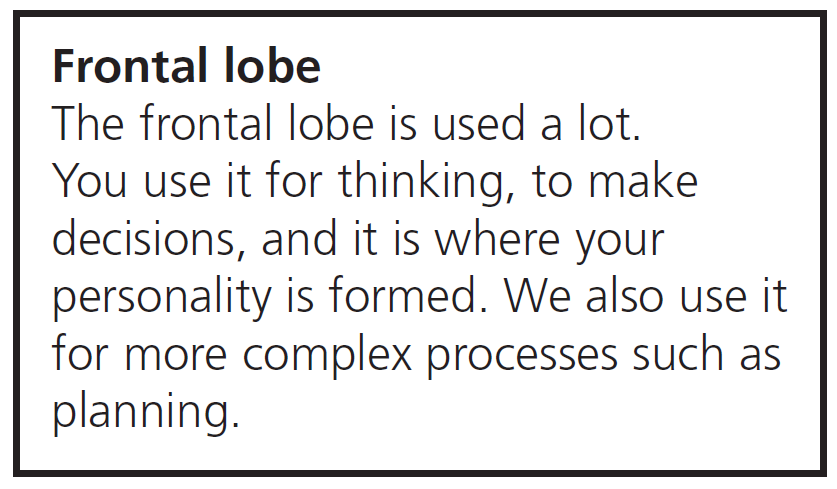 Frontal lobe
The frontal lobe is used a lot.
You use it for thinking, to make
decisions, and it is where your
personality is formed. We also use it
for more complex processes such as
planning.